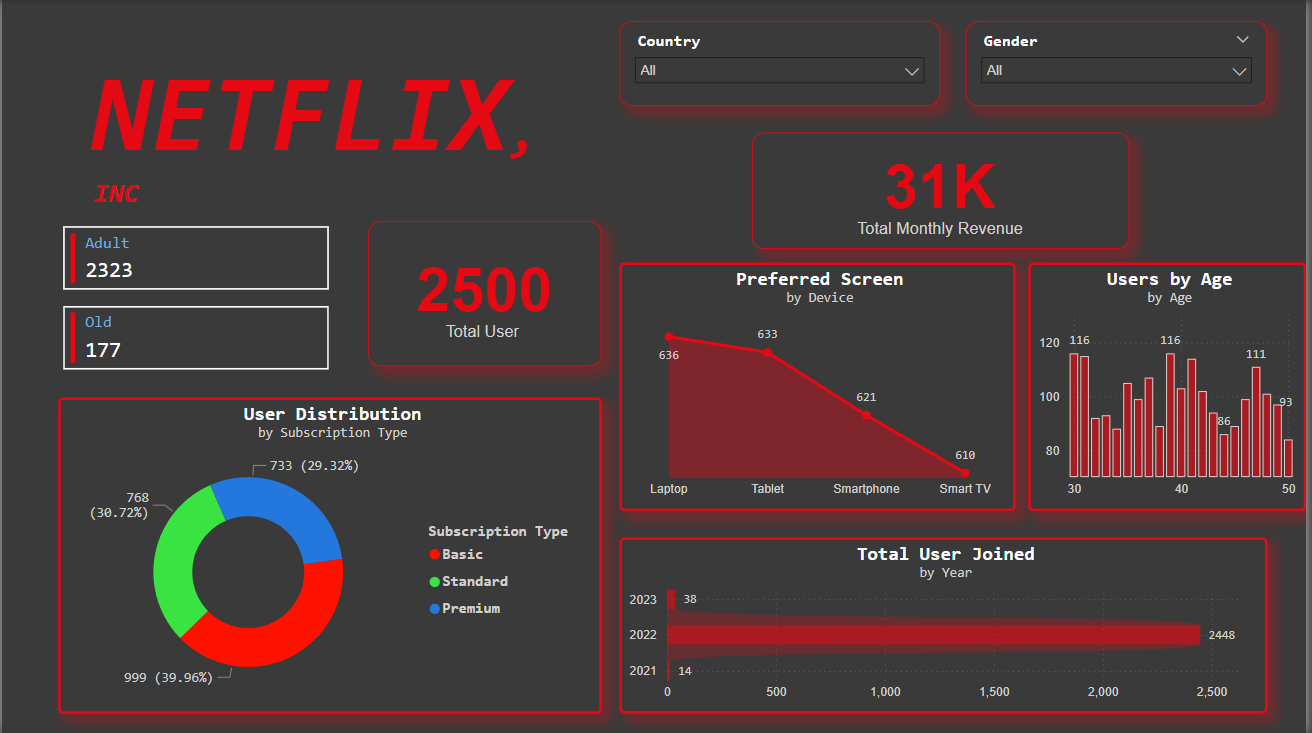 NETFLIX,
INC
Country
All
Gender
All
31K
Total Monthly Revenue
Adult
2323
Old
177
2500
Total User
Preferred Screen
by Device
636
633
621
610
Laptop Tablet Smartphone Smart TV
Users by Age
by Age
120
100
80
116
116
111
86
93
30 40 50
User Distribution
by Subscription Type
733 (29.32%)
768
(30.72%)
999 (39.96%)
Subscription Type
Basic
Standard
Premium
Total User Joined
by Year
2023 38
2022 2448
2021 14
0 500 1,000 1,500 2,000 2,500